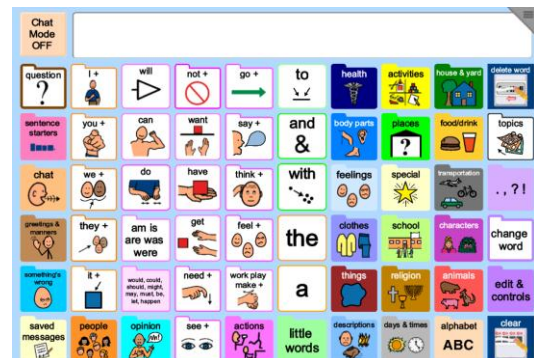 Chat
Mode
OFF
question
I +
will
not +
go +
to
health
activities
house & yard
delete word
?
sentence
starters
you +
can
want
say +
and
&
body parts
places
?
food/drink
topics
chat
we +
do
have
think +
with
feelings
special
transportation
. , ? !
greetings &
manners
they +
am is
are was
were
get
feel +
the
clothes
school
characters
change
word
something's
wrong
it +
would, could,
should, might,
may, must, be,
let, happen
need +
work play
make +
a
things
religion
animals
edit &
controls
saved
messages
people
opinion
see +
actions
little
words
descriptions
days & times
alphabet
ABC
clear